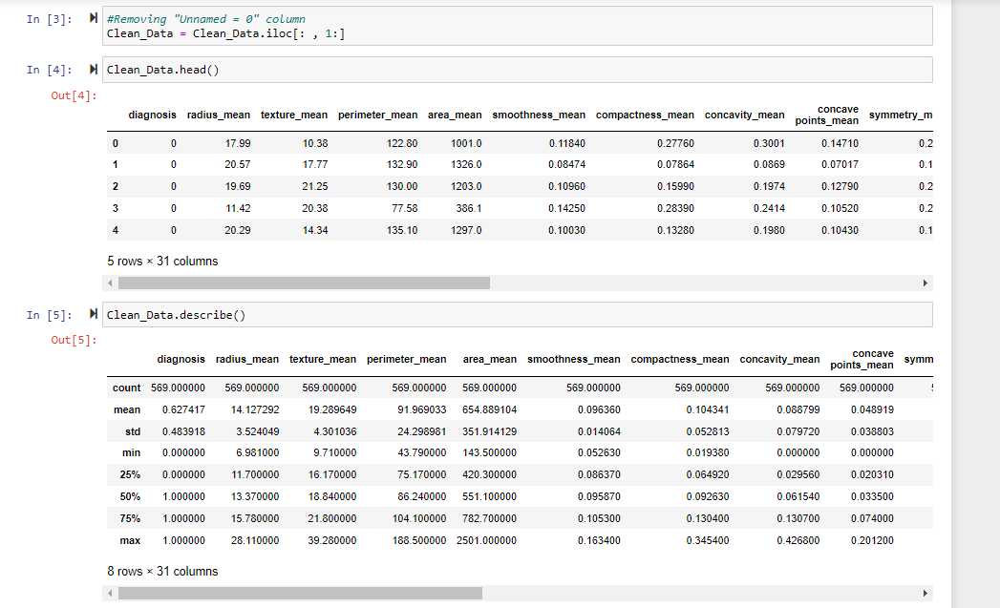 In [3]: #Removing "Unnamed = 0" column
Clean_Data = Clean_Data.iloc[: , 1:]
In [4]: Clean_Data.head()
Out[4]:
diagnosis radius_mean texture_mean perimeter_mean area_mean smoothness_mean compactness_mean concavity_mean concave points_mean symmetry_m
0 0 17.99 10.38 122.80 1001.0 0.11840 0.27760 0.3001 0.14710 0.2
1 0 20.57 17.77 132.90 1326.0 0.08474 0.07864 0.0869 0.07017 0.1
2 0 19.69 21.25 130.00 1203.0 0.10960 0.15990 0.1974 0.12790 0.2
3 0 11.42 20.38 77.58 386.1 0.14250 0.28390 0.2414 0.10520 0.2
4 0 20.29 14.34 135.10 1297.0 0.10030 0.13280 0.1980 0.10430 0.1
5 rows × 31 columns
In [5]: Clean_Data.describe()
Out[5]:
diagnosis radius_mean texture_mean perimeter_mean area_mean smoothness_mean compactness_mean concavity_mean concave points_mean symm
count 569.000000 569.000000 569.000000 569.000000 569.000000 569.000000 569.000000 569.000000 569.000000
mean 0.627417 14.127292 19.289649 91.969033 654.889104 0.096360 0.104341 0.088799 0.048919
std 0.483918 3.524049 4.301036 24.298981 351.914129 0.014064 0.052813 0.079720 0.038803
min 0.000000 6.981000 9.710000 43.790000 143.500000 0.052630 0.019380 0.000000 0.000000
25% 0.000000 11.700000 16.170000 75.170000 420.300000 0.086370 0.064920 0.029560 0.020310
50% 1.000000 13.370000 18.840000 86.240000 551.100000 0.095870 0.092630 0.061540 0.033500
75% 1.000000 15.780000 21.800000 104.100000 782.700000 0.105300 0.130400 0.130700 0.074000
max 1.000000 28.110000 39.280000 188.500000 2501.000000 0.163400 0.345400 0.426800 0.201200
8 rows × 31 columns